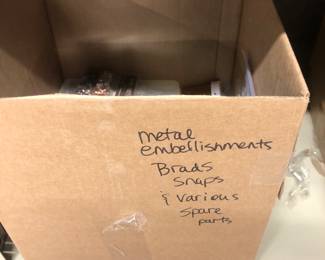 metal
embellishments
Brads
snaps
& various
spare
parts